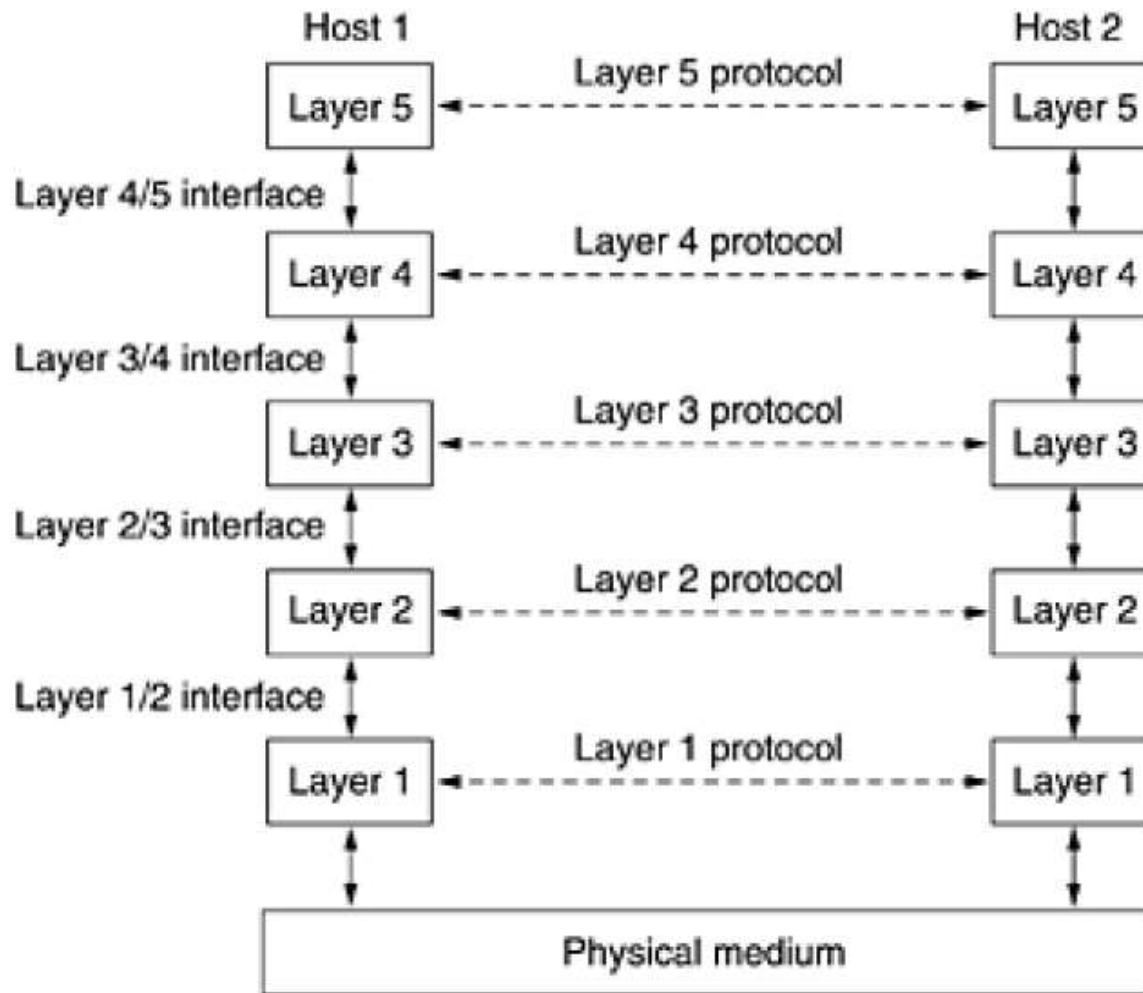 Host 1
Host 2
Layer 5 protocol
Layer 5
Layer 5
Layer 4/5 interface
Layer 4 protocol
Layer 4
Layer 4
Layer 3/4 interface
Layer 3 protocol
Layer 3
Layer 3
Layer 2/3 interface
Layer 2 protocol
Layer 2
Layer 2
Layer 1/2 interface
Layer 1 protocol
Layer 1
Layer 1
Physical medium